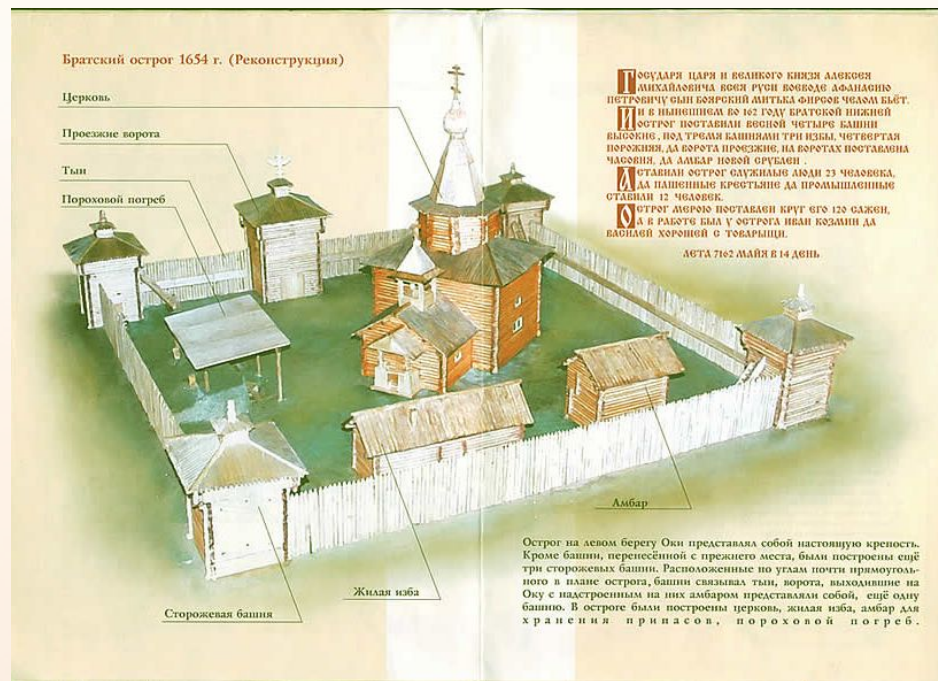 Братский острог 1654 г. (Реконструкция)
Церковь
Проезжие ворота
Тын
Пороховой погреб
Государя царя и великого князя Алексея
Михайловича всея Руси воеводе Афанасию
Петровичу сын боярский Митька Фирсов челом бьёт.
И в нынешнем во 162 году Братской нижней
острог поставили весной четыре башни
высокие, под тремя башнями три избы, четвертая
порожняя, да ворота проезжие, на воротах поставлена
часовня, да амбар новой срублен .
А ставили острог служилые люди 23 человека,
да пашенные крестьяне да промышленные
ставили 12 человек.
Острог мерою поставлен круг его 120 сажен,
а в работе был у острога Иван Козмин да
Василей Хорошей с товарыщи.
Лета 7162 майя в 14 день
Амбар
Жилая изба
Сторожевая башня
Острог на левом берегу Оки представлял собой настоящую крепость.
Кроме башни, перенесённой с прежнего места, были построены ещё
три сторожевых башни. Расположенные по углам почти прямоуголь-
ного в плане острога, башни связывал тын, ворота, выходившие на
Оку с надстроенным на них амбаром представляли собой, ещё одну
башню. В остроге были построены церковь, жилая изба, амбар для
хранения припасов, пороховой погреб.